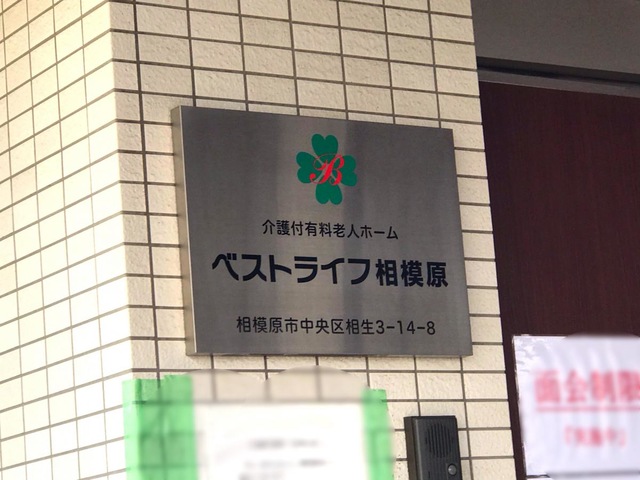 B
介護付有料老人ホーム
ベストライフ相模原
相模原市中央区相生3-14-8
面会制限